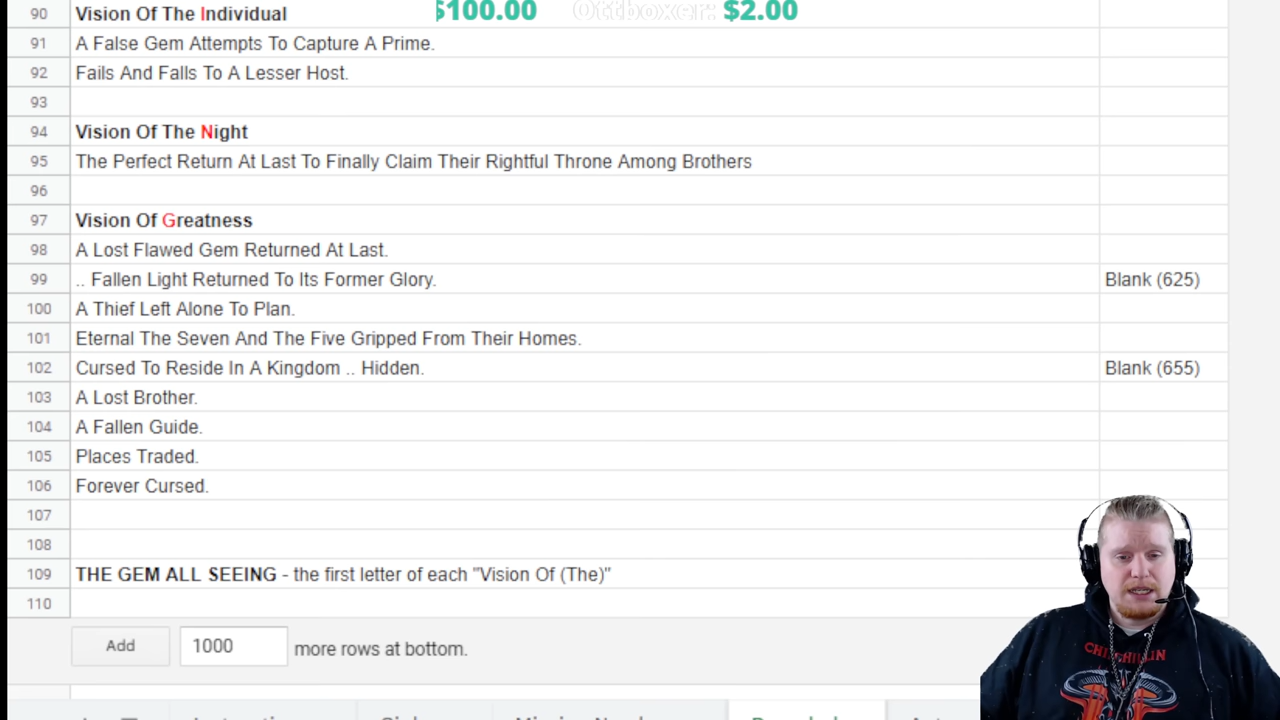 $100.00 Ottboxer: $2.00
90 Vision Of The Individual
91 A False Gem Attempts To Capture A Prime.
92 Fails And Falls To A Lesser Host.
93
94 Vision Of The Night
95 The Perfect Return At Last To Finally Claim Their Rightful Throne Among Brothers
96
97 Vision Of Greatness
98 A Lost Flawed Gem Returned At Last.
99 .. Fallen Light Returned To Its Former Glory. Blank (625)
100 A Thief Left Alone To Plan.
101 Eternal The Seven And The Five Gripped From Their Homes.
102 Cursed To Reside In A Kingdom .. Hidden. Blank (655)
103 A Lost Brother.
104 A Fallen Guide.
105 Places Traded.
106 Forever Cursed.
107
108
109 THE GEM ALL SEEING - the first letter of each "Vision Of (The)"
110
Add 1000 more rows at bottom.